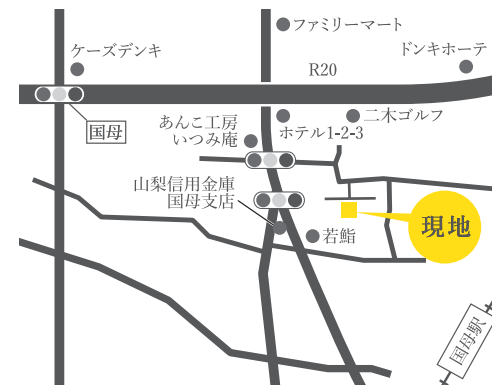 ファミリーマート
ケーズデンキ
ドンキホーテ
R20
国母
あんこ工房
いつみ庵
ホテル1-2-3
二木ゴルフ
山梨信用金庫
国母支店
若鮨
現地
国母駅